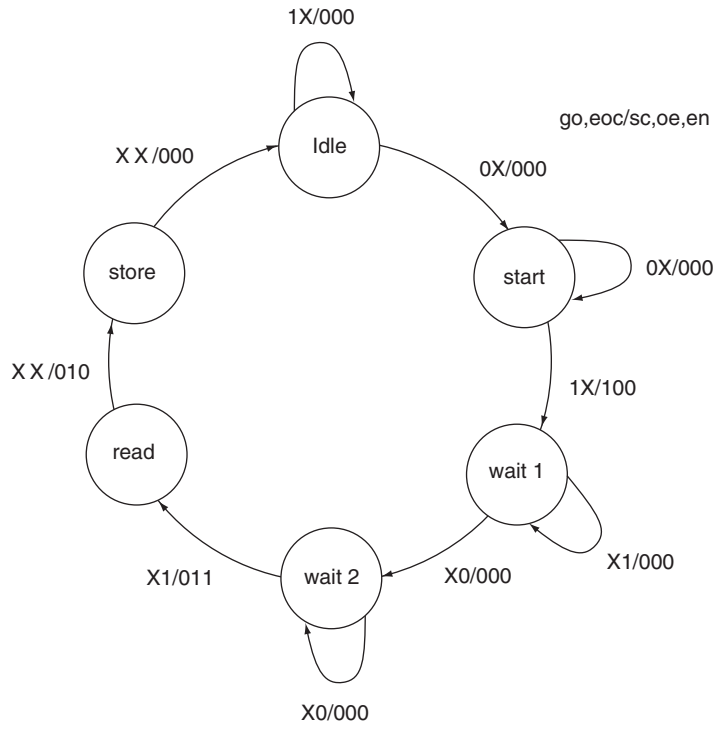 1X/000
go,eoc/sc,oe,en
Idle
X X /000
0X/000
store
start
0X/000
X X /010
1X/100
read
wait 1
X1/000
X1/011
wait 2
X0/000
X0/000